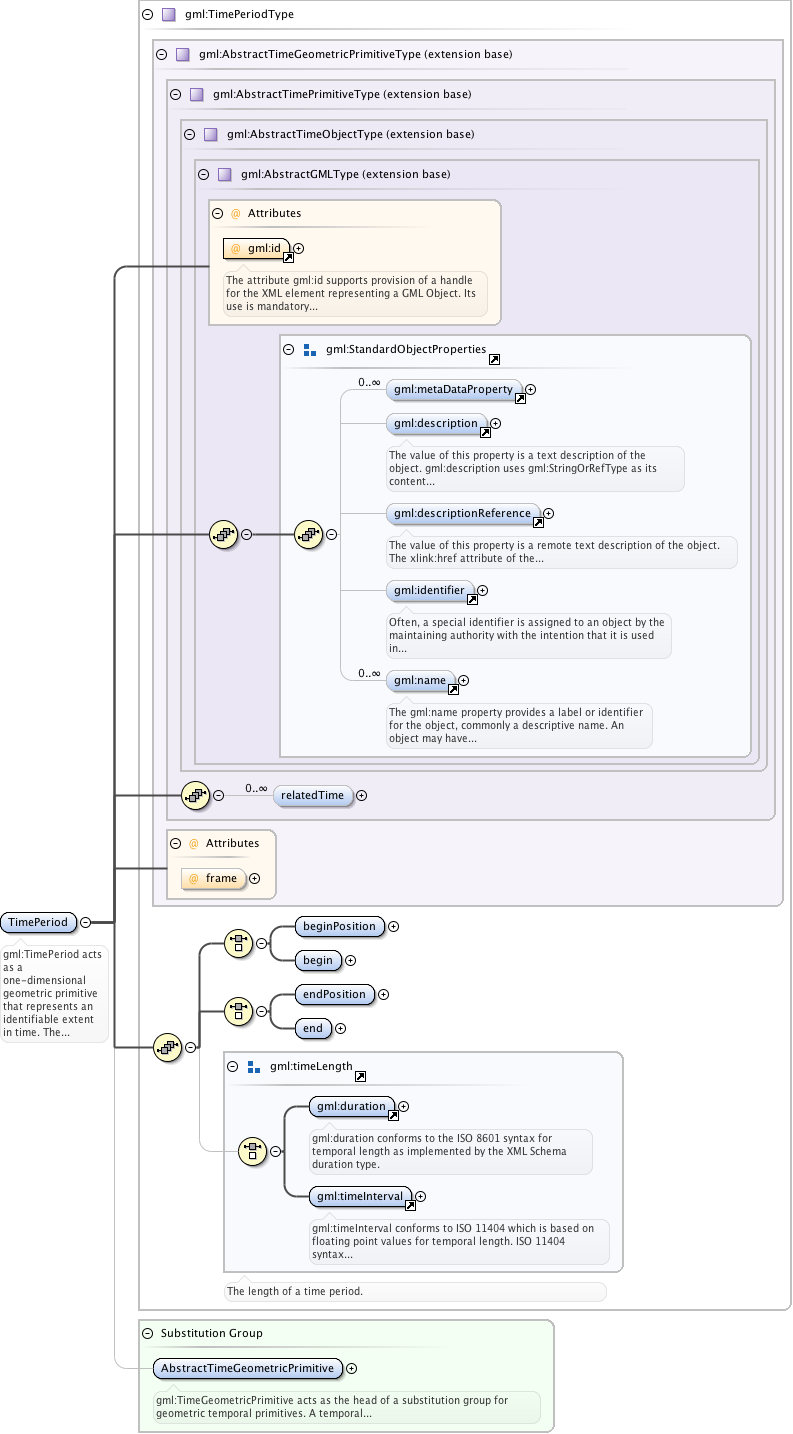 gml:TimePeriodType
gml:AbstractTimeGeometricPrimitiveType (extension base)
gml:AbstractTimePrimitiveType (extension base)
gml:AbstractTimeObjectType (extension base)
gml:AbstractGMLType (extension base)
@ Attributes
@ gml:id
The attribute gml:id supports provision of a handle
for the XML element representing a GML Object. Its
use is mandatory...
gml:StandardObjectProperties
0..∞
gml:metaDataProperty
gml:description
The value of this property is a text description of the
object. gml:description uses gml:StringOrRefType as its
content...
gml:descriptionReference
The value of this property is a remote text description of the object.
The xlink:href attribute of the...
gml:identifier
Often, a special identifier is assigned to an object by the
maintaining authority with the intention that it is used
in...
0..∞
gml:name
The gml:name property provides a label or identifier
for the object, commonly a descriptive name. An
object may have...
0..∞
relatedTime
@ Attributes
@ frame
TimePeriod
gml:TimePeriod acts
as a
one-dimensional
geometric primitive
that represents an
identifiable extent
in time. The...
beginPosition
begin
endPosition
end
gml:timeLength
gml:duration
gml:duration conforms to the ISO 8601 syntax for
temporal length as implemented by the XML Schema
duration type.
gml:timeInterval
gml:timeInterval conforms to ISO 11404 which is based on
floating point values for temporal length. ISO 11404
syntax...
The length of a time period.
Substitution Group
AbstractTimeGeometricPrimitive
gml:TimeGeometricPrimitive acts as the head of a substitution group for
geometric temporal primitives. A temporal...